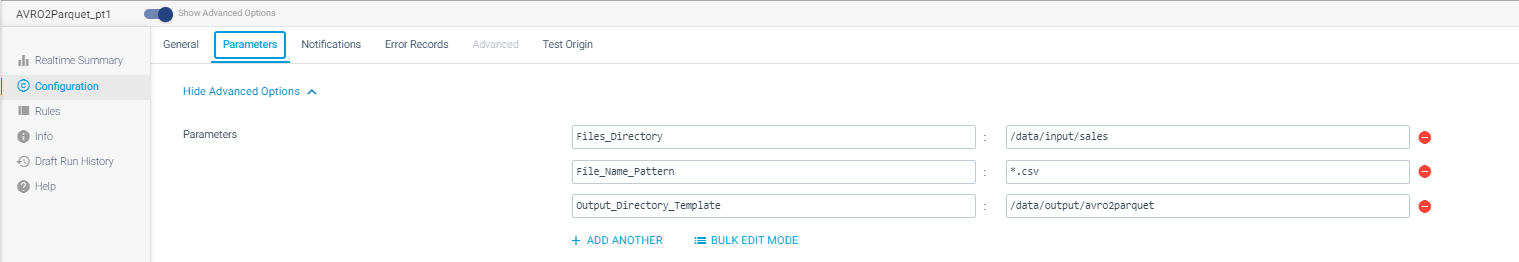 AVRO2Parquet_pt1 Show Advanced Options
General Parameters Notifications Error Records Advanced Test Origin
Realtime Summary
Configuration
Rules
Info
Draft Run History
Help
Hide Advanced Options
Parameters
Files_Directory : /data/input/sales
File_Name_Pattern : *.csv
Output_Directory_Template : /data/output/avro2parquet
+ ADD ANOTHER BULK EDIT MODE